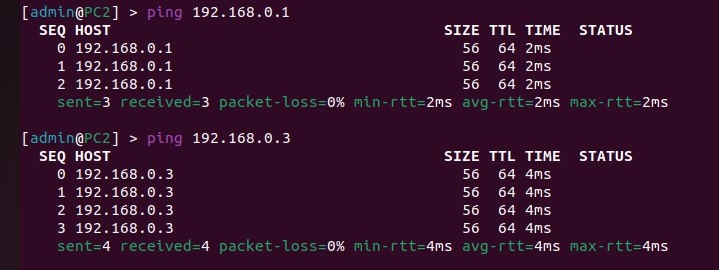 [admin@PC2] > ping 192.168.0.1
SEQ HOST SIZE TTL TIME STATUS
0 192.168.0.1 56 64 2ms
1 192.168.0.1 56 64 2ms
2 192.168.0.1 56 64 2ms
sent=3 received=3 packet-loss=0% min-rtt=2ms avg-rtt=2ms max-rtt=2ms
[admin@PC2] > ping 192.168.0.3
SEQ HOST SIZE TTL TIME STATUS
0 192.168.0.3 56 64 4ms
1 192.168.0.3 56 64 4ms
2 192.168.0.3 56 64 4ms
3 192.168.0.3 56 64 4ms
sent=4 received=4 packet-loss=0% min-rtt=4ms avg-rtt=4ms max-rtt=4ms